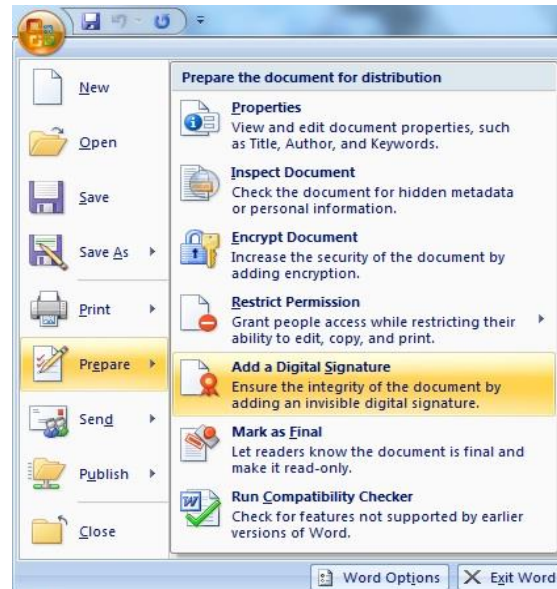 New
Open
Save
Save As
Print
Prepare
Send
Publish
Close
Prepare the document for distribution
Properties
View and edit document properties, such
as Title, Author, and Keywords.
Inspect Document
Check the document for hidden metadata
or personal information.
Encrypt Document
Increase the security of the document by
adding encryption.
Restrict Permission
Grant people access while restricting their
ability to edit, copy, and print.
Add a Digital Signature
Ensure the integrity of the document by
adding an invisible digital signature.
Mark as Final
Let readers know the document is final and
make it read-only.
Run Compatibility Checker
Check for features not supported by earlier
versions of Word.
Word Options
Exit Word